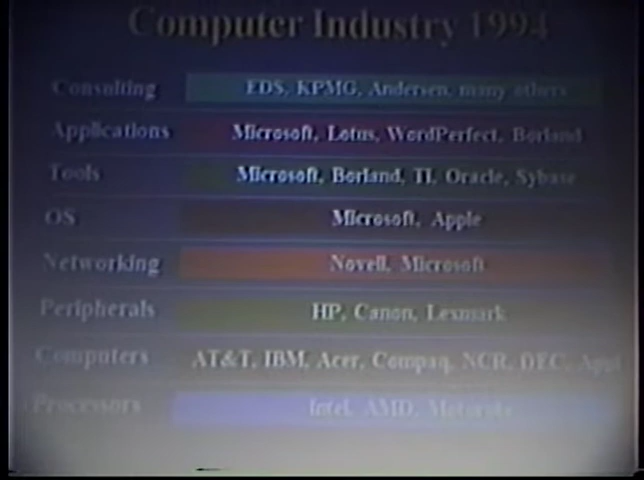 Computer Industry 1994
Consulting EDS, KPMG, Andersen, many others
Applications Microsoft, Lotus, WordPerfect, Borland
Tools Microsoft, Borland, TI, Oracle, Sybase
OS Microsoft, Apple
Networking Novell, Microsoft
Peripherals HP, Canon, Lexmark
Computers AT&T, IBM, Acer, Compaq, NCR, DEC,
Processors Intel, AMD, Motorola